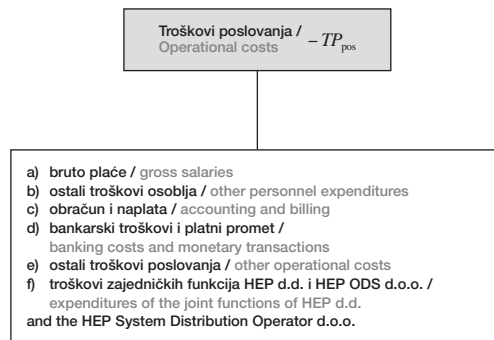 Troškovi poslovanja /
Operational costs
– TPpos
a) bruto plaće / gross salaries
b) ostali troškovi osoblja / other personnel expenditures
c) obračun i naplata / accounting and billing
d) bankarski troškovi i platni promet /
banking costs and monetary transactions
e) ostali troškovi poslovanja / other operational costs
f) troškovi zajedničkih funkcija HEP d.d. i HEP ODS d.o.o. /
expenditures of the joint functions of HEP d.d.
and the HEP System Distribution Operator d.o.o.